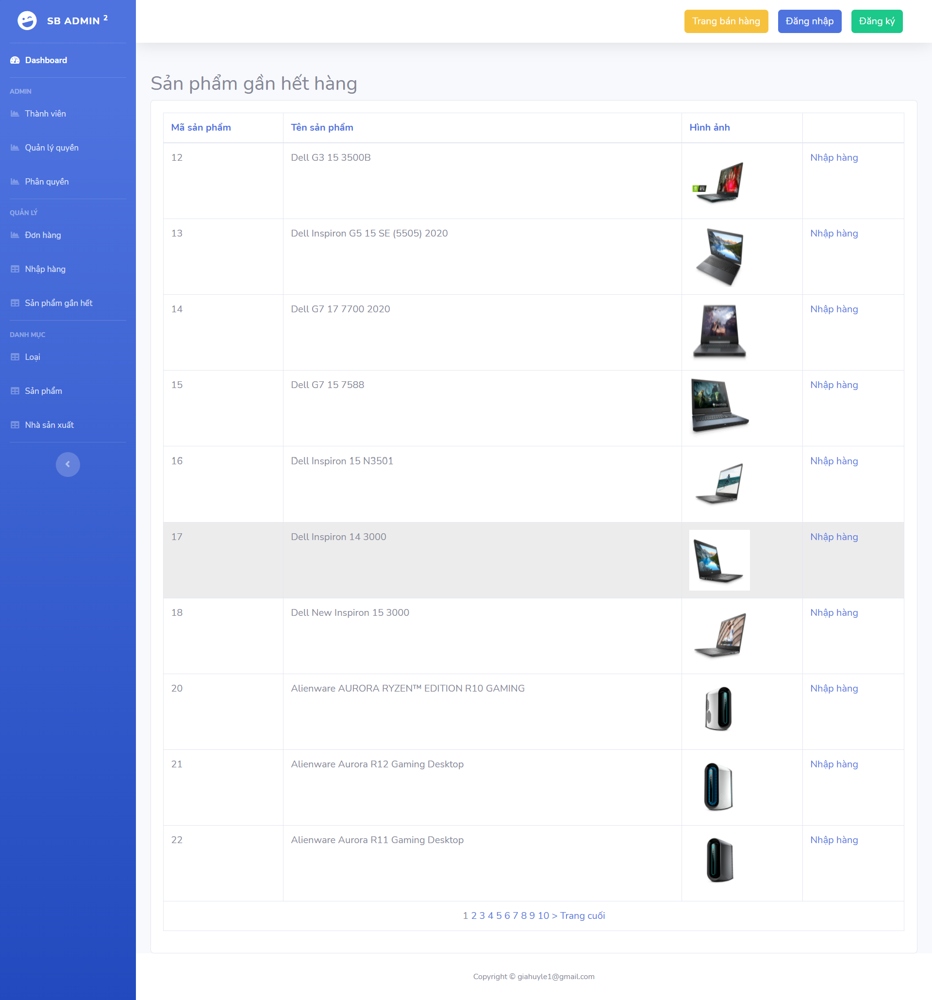 SB ADMIN 2
Trang bán hàng
Đăng nhập
Đăng ký
Dashboard
ADMIN
Thành viên
Quản lý quyền
Phân quyền
QUẢN LÝ
Đơn hàng
Nhập hàng
Sản phẩm gần hết
DANH MỤC
Loại
Sản phẩm
Nhà sản xuất
Sản phẩm gần hết hàng
Mã sản phẩm Tên sản phẩm Hình ảnh
12 Dell G3 15 3500B Nhập hàng
13 Dell Inspiron G5 15 SE (5505) 2020 Nhập hàng
14 Dell G7 17 7700 2020 Nhập hàng
15 Dell G7 15 7588 Nhập hàng
16 Dell Inspiron 15 N3501 Nhập hàng
17 Dell Inspiron 14 3000 Nhập hàng
18 Dell New Inspiron 15 3000 Nhập hàng
20 Alienware AURORA RYZEN™ EDITION R10 GAMING Nhập hàng
21 Alienware Aurora R12 Gaming Desktop Nhập hàng
22 Alienware Aurora R11 Gaming Desktop Nhập hàng
1 2 3 4 5 6 7 8 9 10 > Trang cuối
Copyright © giahuyle1@gmail.com